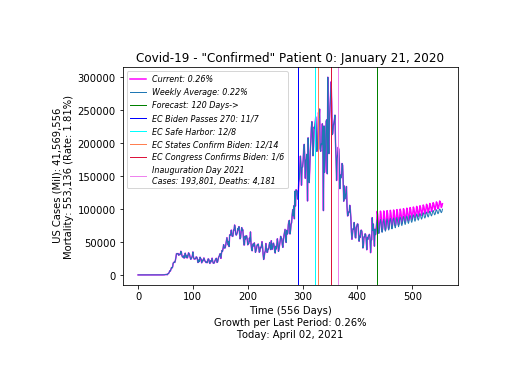 Covid-19 - "Confirmed" Patient 0: January 21, 2020
US Cases (Mil): 41,569,556
Mortality: 553,136 (Rate: 1.81%)
300000
250000
200000
150000
100000
50000
0
Current: 0.26%
Weekly Average: 0.22%
Forecast: 120 Days->
EC Biden Passes 270: 11/7
EC Safe Harbor: 12/8
EC States Confirm Biden: 12/14
EC Congress Confirms Biden: 1/6
Inauguration Day 2021
Cases: 193,801, Deaths: 4,181
0 100 200 300 400 500
Time (556 Days)
Growth per Last Period: 0.26%
Today: April 02, 2021